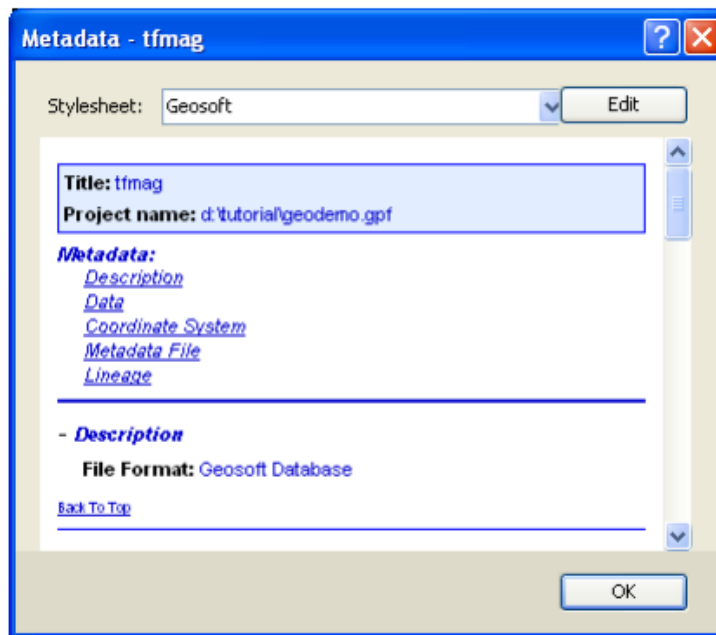 Metadata - tfmag
Stylesheet: Geosoft Edit
Title: tfmag
Project name: d:\tutorial\geodemo.gpf
Metadata:
Description
Data
Coordinate System
Metadata File
Lineage
- Description
File Format: Geosoft Database
Back To Top
OK